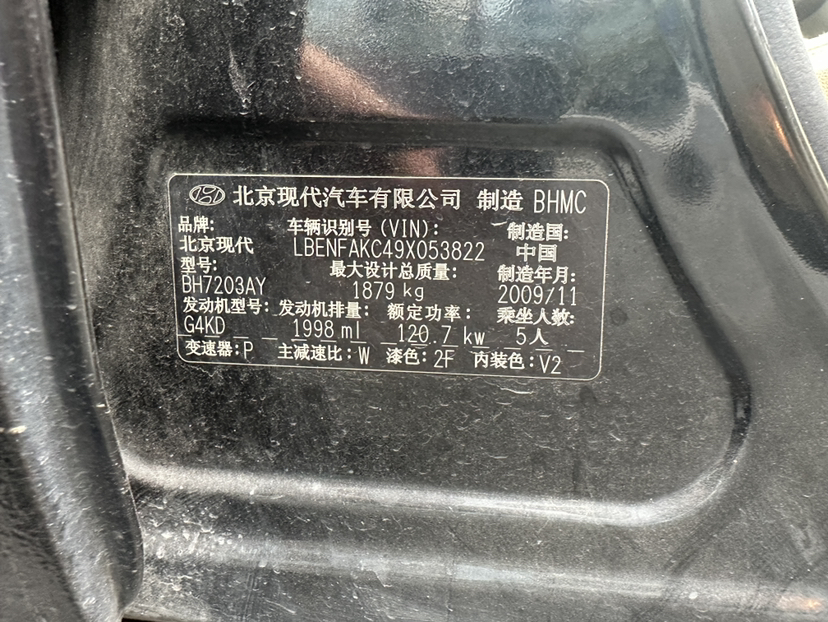 北京现代汽车有限公司 制造 BHMC
品牌: 车辆识别号(VIN): 制造国:
北京现代 LBENFAKC49X053822 中国
型号: 最大设计总质量: 制造年月:
BH7203AY 1879 kg 2009/11
发动机型号: 发动机排量: 额定功率: 乘坐人数:
G4KD 1998 ml 120.7 kw 5人
变速器:P 主减速比:W 漆色:2F 内装色:V2